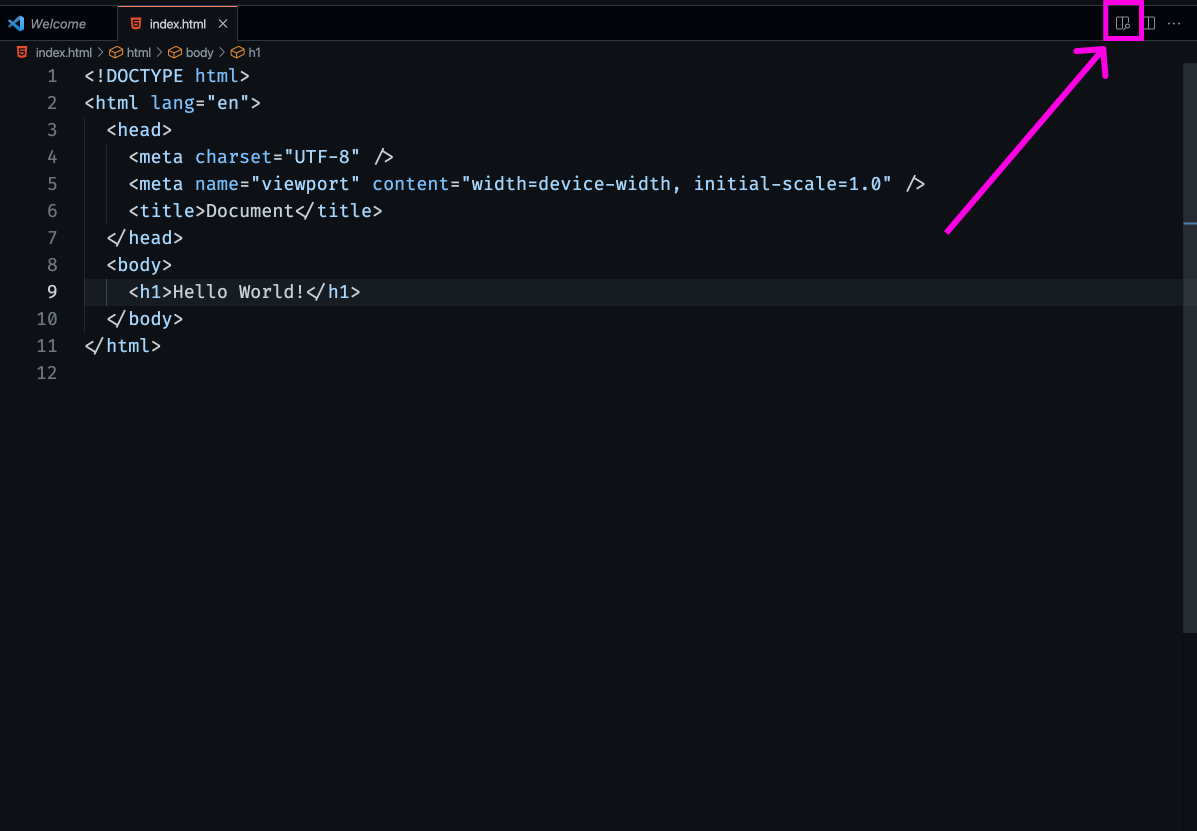 Welcome index.html
index.html > html > body > h1
1 <!DOCTYPE html>
2 <html lang="en">
3 <head>
4 <meta charset="UTF-8" />
5 <meta name="viewport" content="width=device-width, initial-scale=1.0" />
6 <title>Document</title>
7 </head>
8 <body>
9 <h1>Hello World!</h1>
10 </body>
11 </html>
12